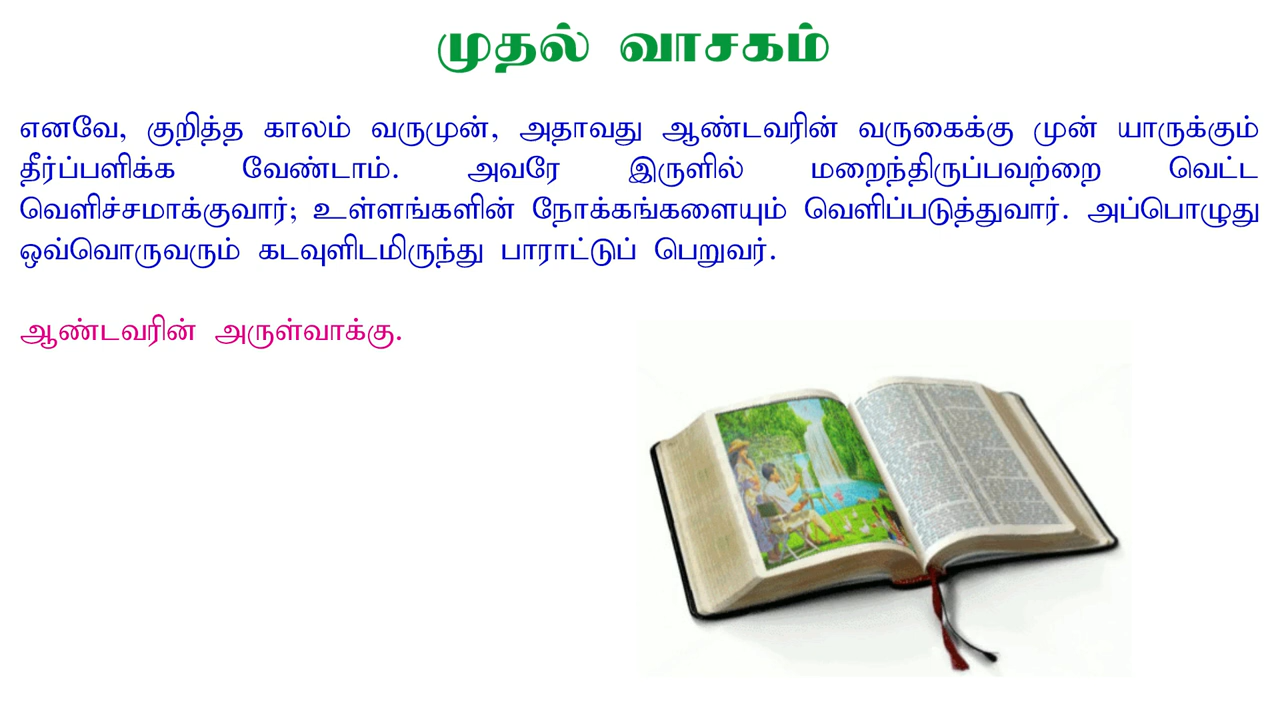 முதல் வாசகம்
எனவே, குறித்த காலம் வருமுன், அதாவது ஆண்டவரின் வருகைக்கு முன் யாருக்கும்
தீர்ப்பளிக்க வேண்டாம். அவரே இருளில் மறைந்திருப்பவற்றை வெட்ட
வெளிச்சமாக்குவார்; உள்ளங்களின் நோக்கங்களையும் வெளிப்படுத்துவார். அப்பொழுது
ஒவ்வொருவரும் கடவுளிடமிருந்து பாராட்டுப் பெறுவர்.
ஆண்டவரின் அருள்வாக்கு.